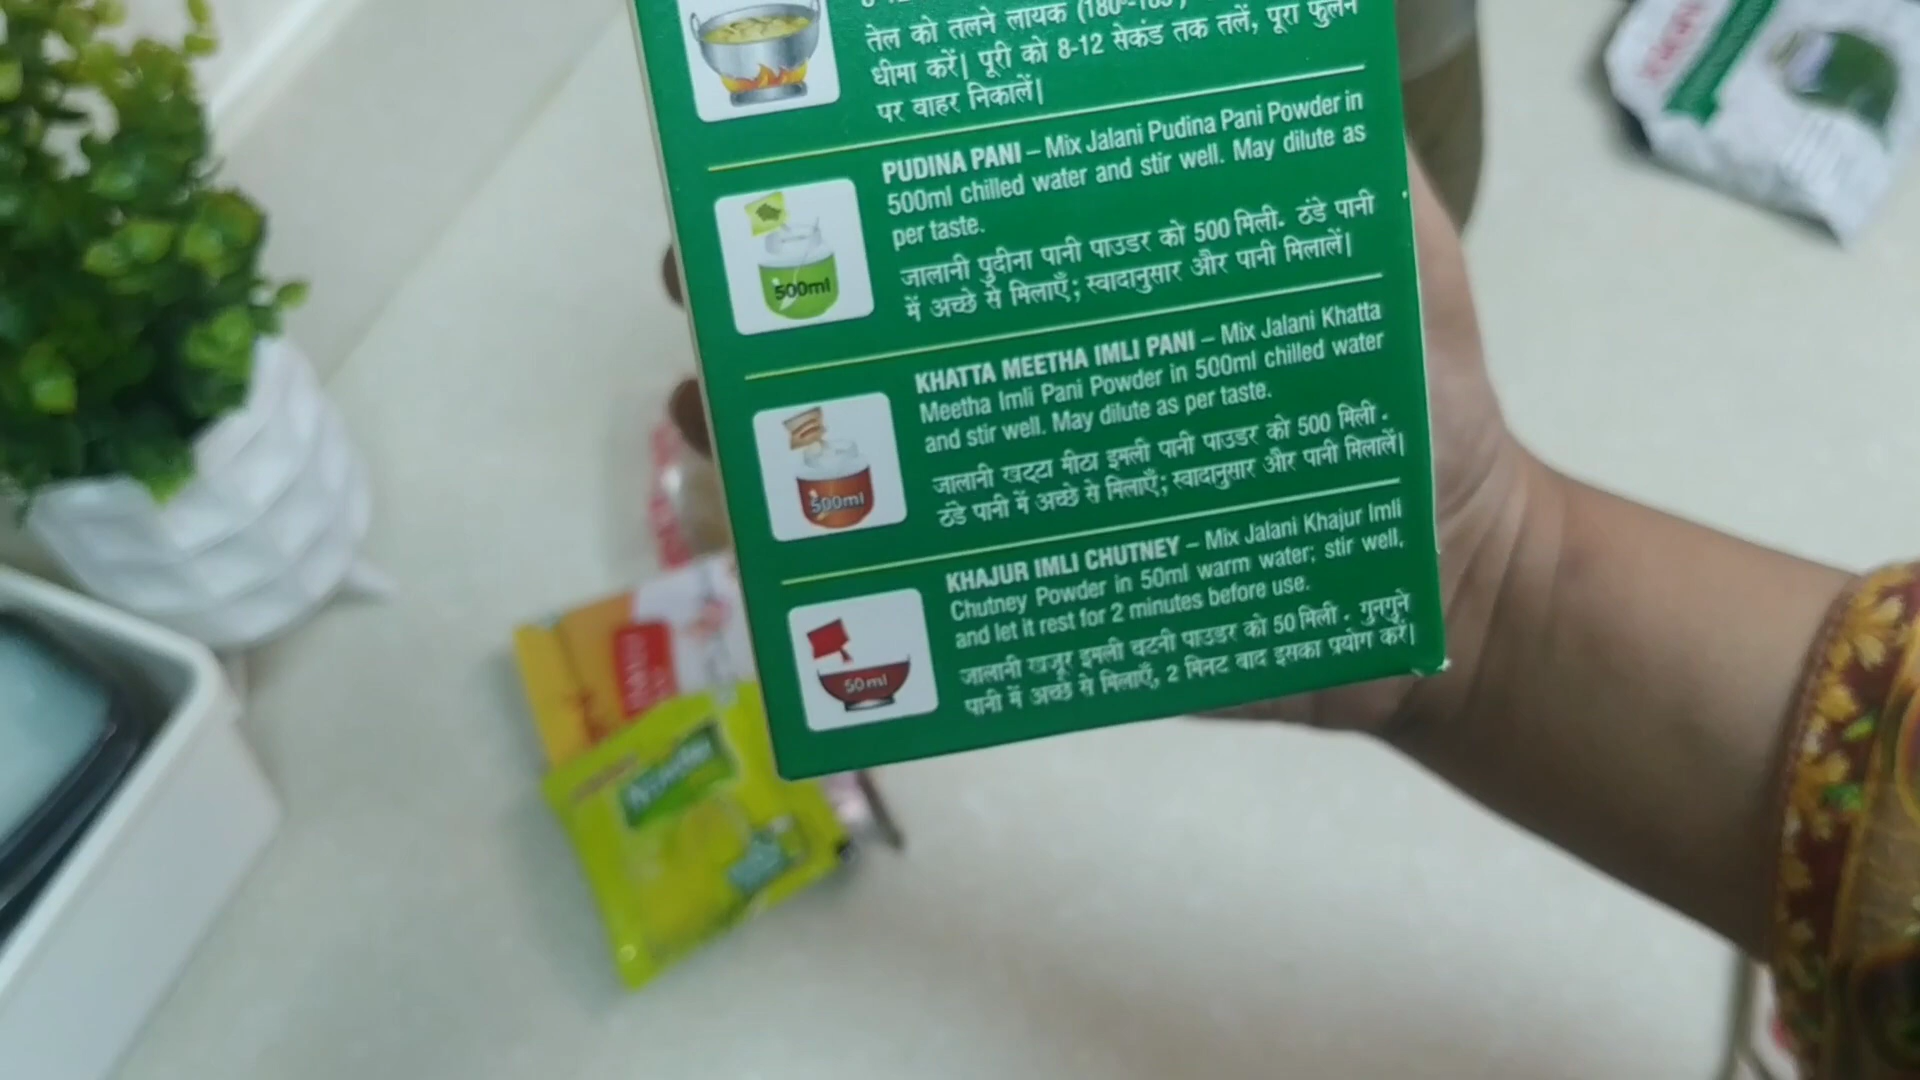 तेल को तलने लायक (180°
धीमा करें| पूरी को 8-12 सेकंड तक तलें, पूरा फुलने
पर बाहर निकालें|
PUDINA PANI – Mix Jalani Pudina Pani Powder in
500ml chilled water and stir well. May dilute as
per taste.
जालानी पुदीना पानी पाउडर को 500 मिली. ठंडे पानी
में अच्छे से मिलाएँ; स्वादानुसार और पानी मिलालें|
500ml
KHATTA MEETHA IMLI PANI – Mix Jalani Khatta
Meetha Imli Pani Powder in 500ml chilled water
and stir well. May dilute as per taste.
जालानी खट्टा मीठा इमली पानी पाउडर को 500 मिली .
ठंडे पानी में अच्छे से मिलाएँ; स्वादानुसार और पानी मिलालें|
500ml
KHAJUR IMLI CHUTNEY – Mix Jalani Khajur Imli
Chutney Powder in 50ml warm water; stir well,
and let it rest for 2 minutes before use.
जालानी खजूर इमली चटनी पाउडर को 50 मिली . गुनगुने
पानी में अच्छे से मिलाएँ, 2 मिनट बाद इसका प्रयोग करें|
50ml